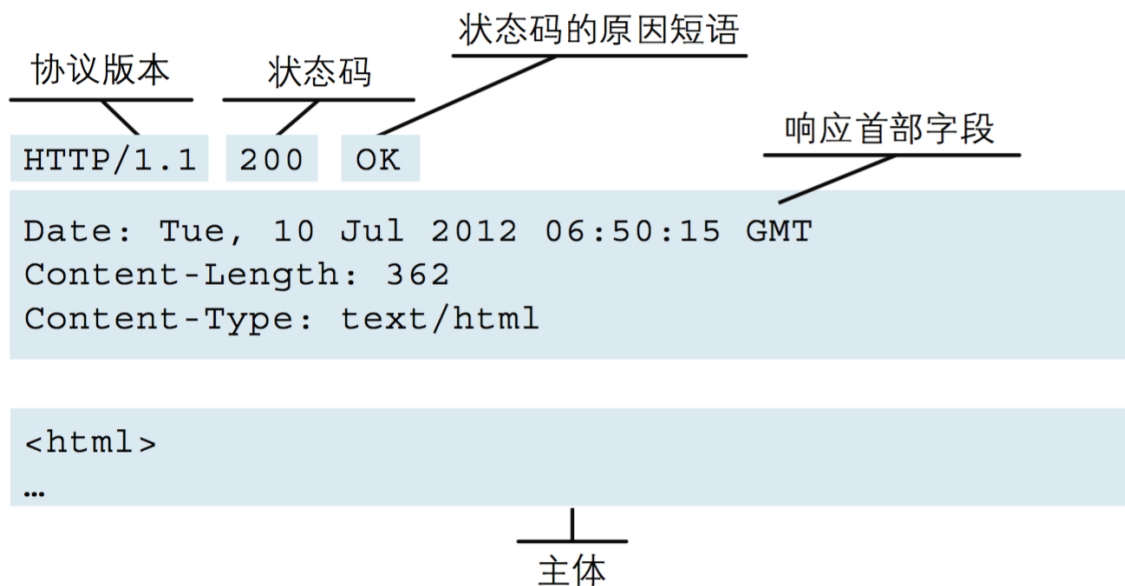 状态码的原因短语
协议版本 状态码
响应首部字段
HTTP/1.1 200 OK
Date: Tue, 10 Jul 2012 06:50:15 GMT
Content-Length: 362
Content-Type: text/html
<html>
…
主体